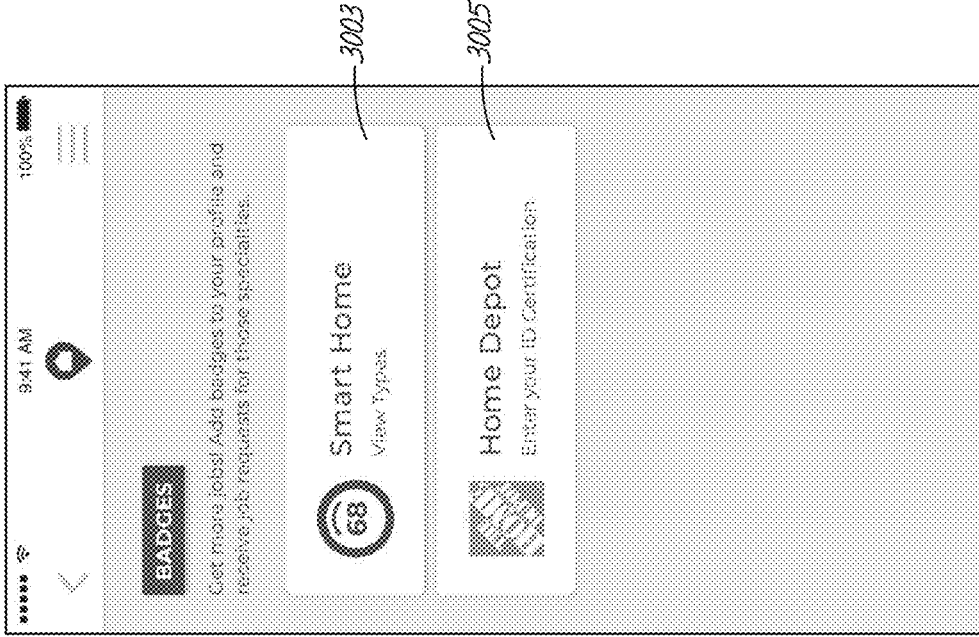 9:41 AM
100%
BADGES
Get more jobs! Add badges to your profile and
receive job requests for those specialties.
68
Smart Home
View Types
3003
Home Depot
Enter your ID Certification
3005